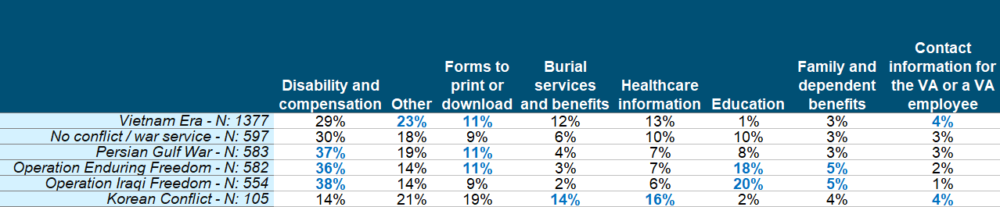 Contact
Forms to Burial Family and information for
Disability and print or services Healthcare dependent the VA or a VA
compensation Other download and benefits information Education benefits employee
Vietnam Era - N: 1377 29% 23% 11% 12% 13% 1% 3% 4%
No conflict / war service - N: 597 30% 18% 9% 6% 10% 10% 3% 3%
Persian Gulf War - N: 583 37% 19% 11% 4% 7% 8% 3% 3%
Operation Enduring Freedom - N: 582 36% 14% 11% 3% 7% 18% 5% 2%
Operation Iraqi Freedom - N: 554 38% 14% 9% 2% 6% 20% 5% 1%
Korean Conflict - N: 105 14% 21% 19% 14% 16% 2% 4% 4%